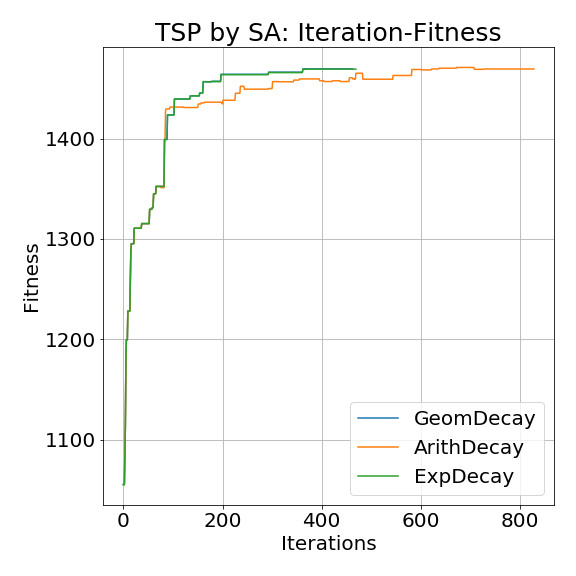 TSP by SA: Iteration-Fitness
Fitness
1400
1300
1200
1100
GeomDecay
ArithDecay
ExpDecay
0 200 400 600 800
Iterations